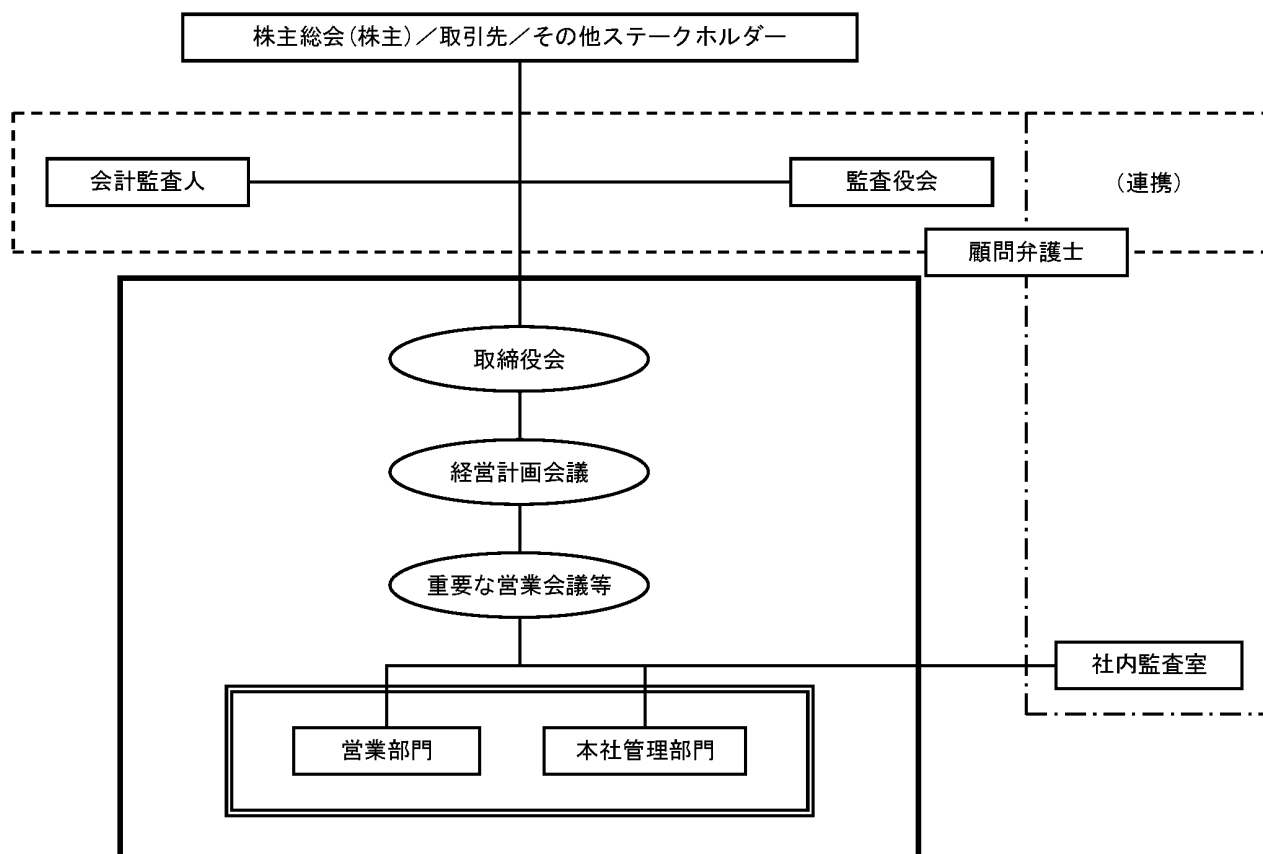 株主総会(株主)／取引先／その他ステークホルダー
会計監査人
監査役会
(連携)
顧問弁護士
取締役会
経営計画会議
重要な営業会議等
社内監査室
営業部門
本社管理部門